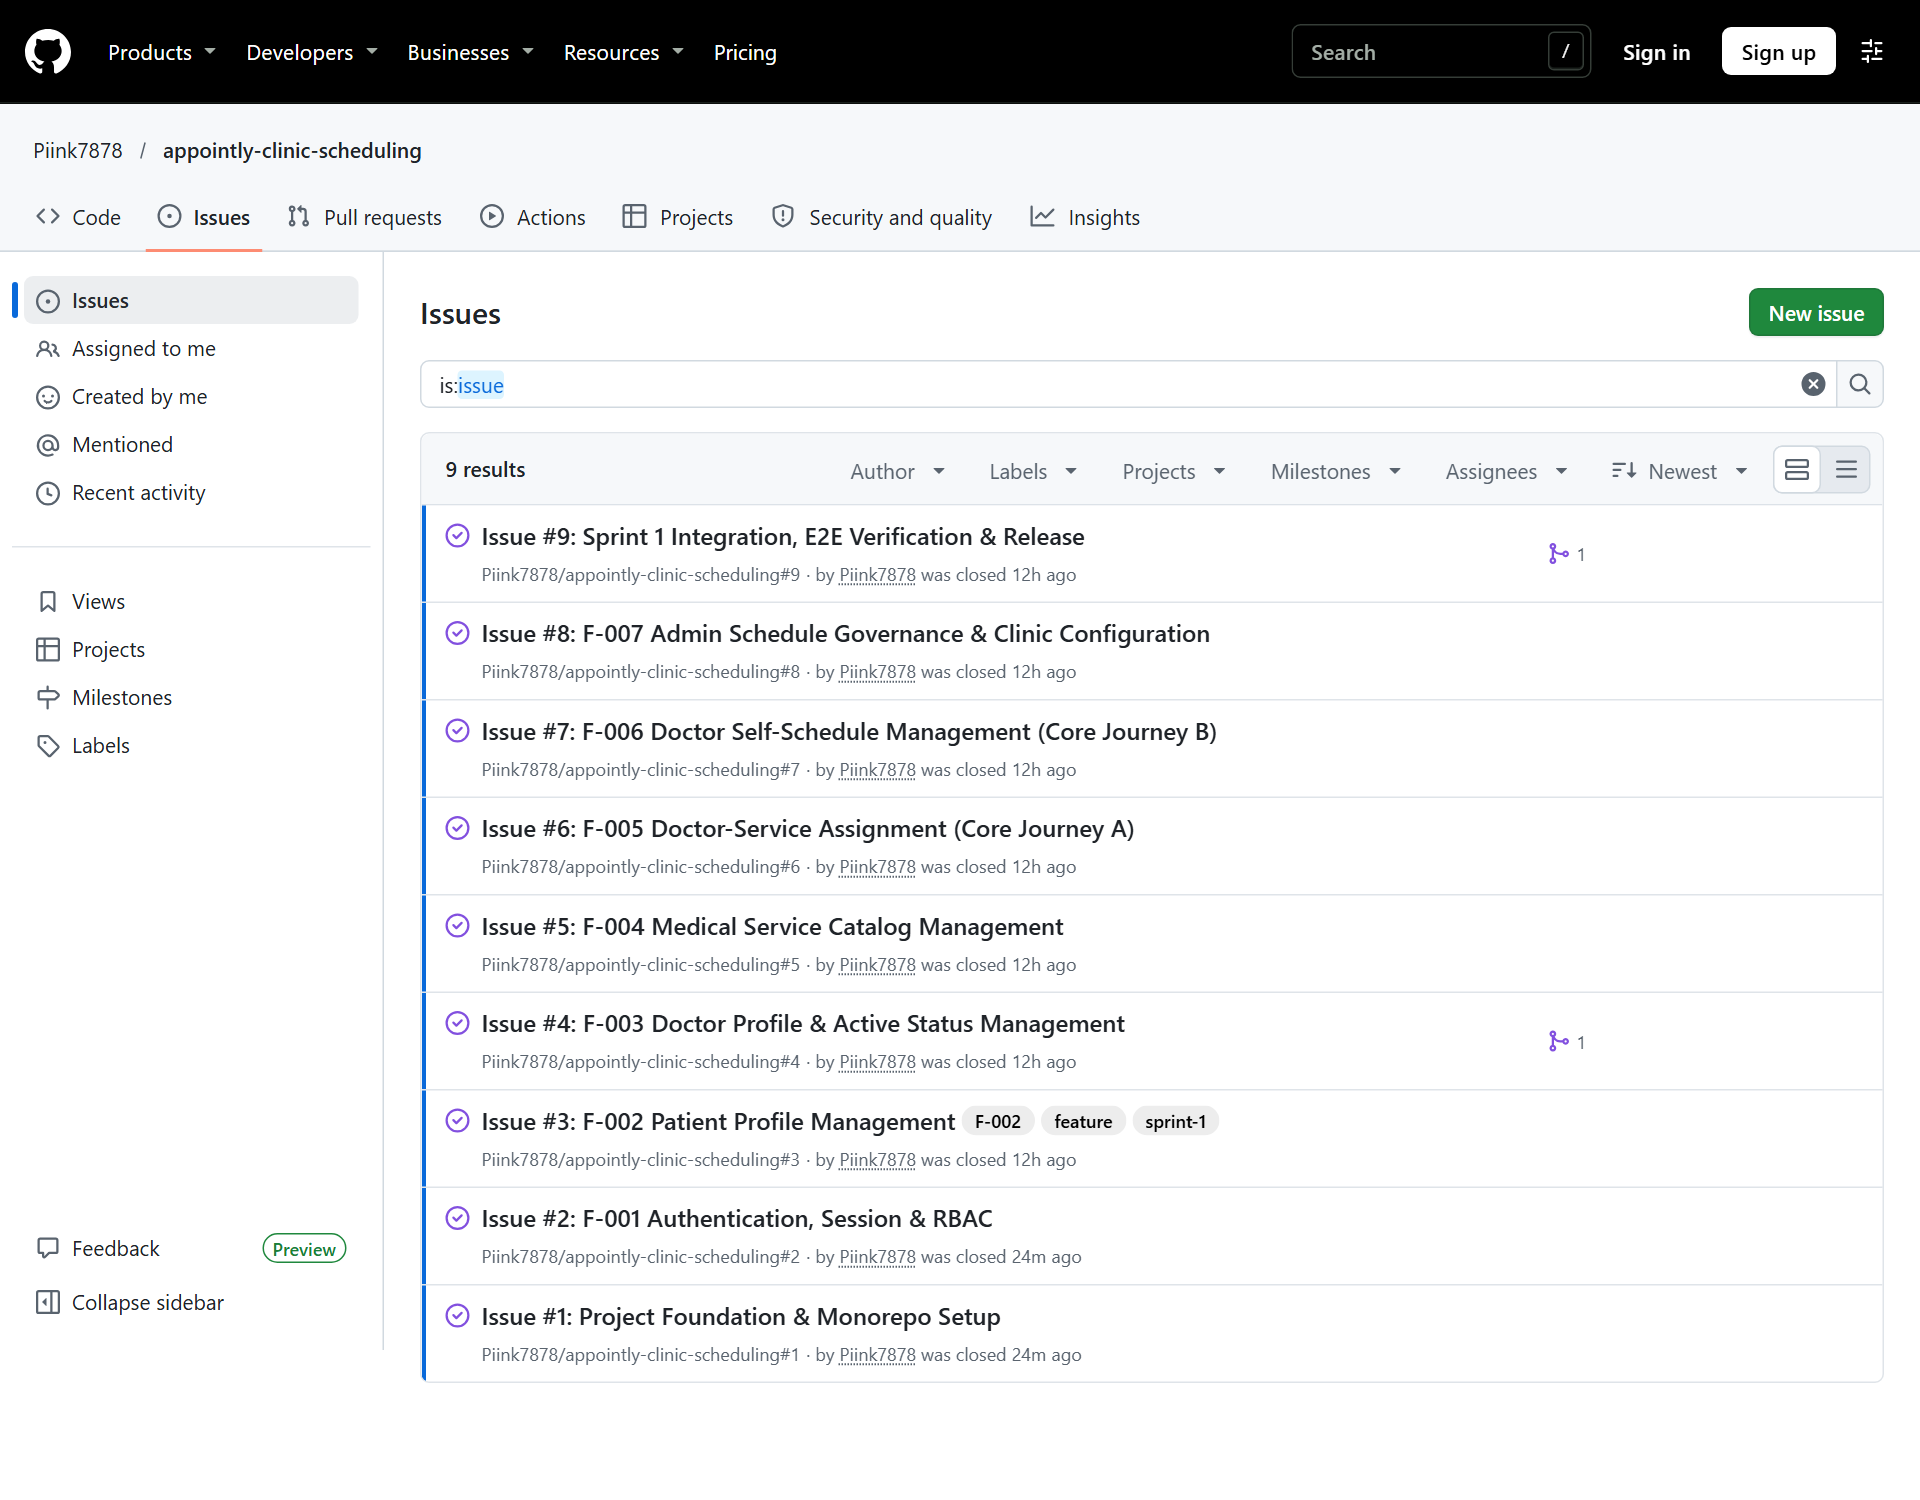 Products Developers Businesses Resources Pricing Search / Sign in Sign up
Piink7878 / appointly-clinic-scheduling
Code Issues Pull requests Actions Projects Security and quality Insights
Issues
Assigned to me
Created by me
Mentioned
Recent activity
Views
Projects
Milestones
Labels
Feedback Preview
Collapse sidebar
Issues New issue
is:issue
9 results Author Labels Projects Milestones Assignees Newest
Issue #9: Sprint 1 Integration, E2E Verification & Release
Piink7878/appointly-clinic-scheduling#9 · by Piink7878 was closed 12h ago
1
Issue #8: F-007 Admin Schedule Governance & Clinic Configuration
Piink7878/appointly-clinic-scheduling#8 · by Piink7878 was closed 12h ago
Issue #7: F-006 Doctor Self-Schedule Management (Core Journey B)
Piink7878/appointly-clinic-scheduling#7 · by Piink7878 was closed 12h ago
Issue #6: F-005 Doctor-Service Assignment (Core Journey A)
Piink7878/appointly-clinic-scheduling#6 · by Piink7878 was closed 12h ago
Issue #5: F-004 Medical Service Catalog Management
Piink7878/appointly-clinic-scheduling#5 · by Piink7878 was closed 12h ago
Issue #4: F-003 Doctor Profile & Active Status Management
Piink7878/appointly-clinic-scheduling#4 · by Piink7878 was closed 12h ago
1
Issue #3: F-002 Patient Profile Management F-002 feature sprint-1
Piink7878/appointly-clinic-scheduling#3 · by Piink7878 was closed 12h ago
Issue #2: F-001 Authentication, Session & RBAC
Piink7878/appointly-clinic-scheduling#2 · by Piink7878 was closed 24m ago
Issue #1: Project Foundation & Monorepo Setup
Piink7878/appointly-clinic-scheduling#1 · by Piink7878 was closed 24m ago